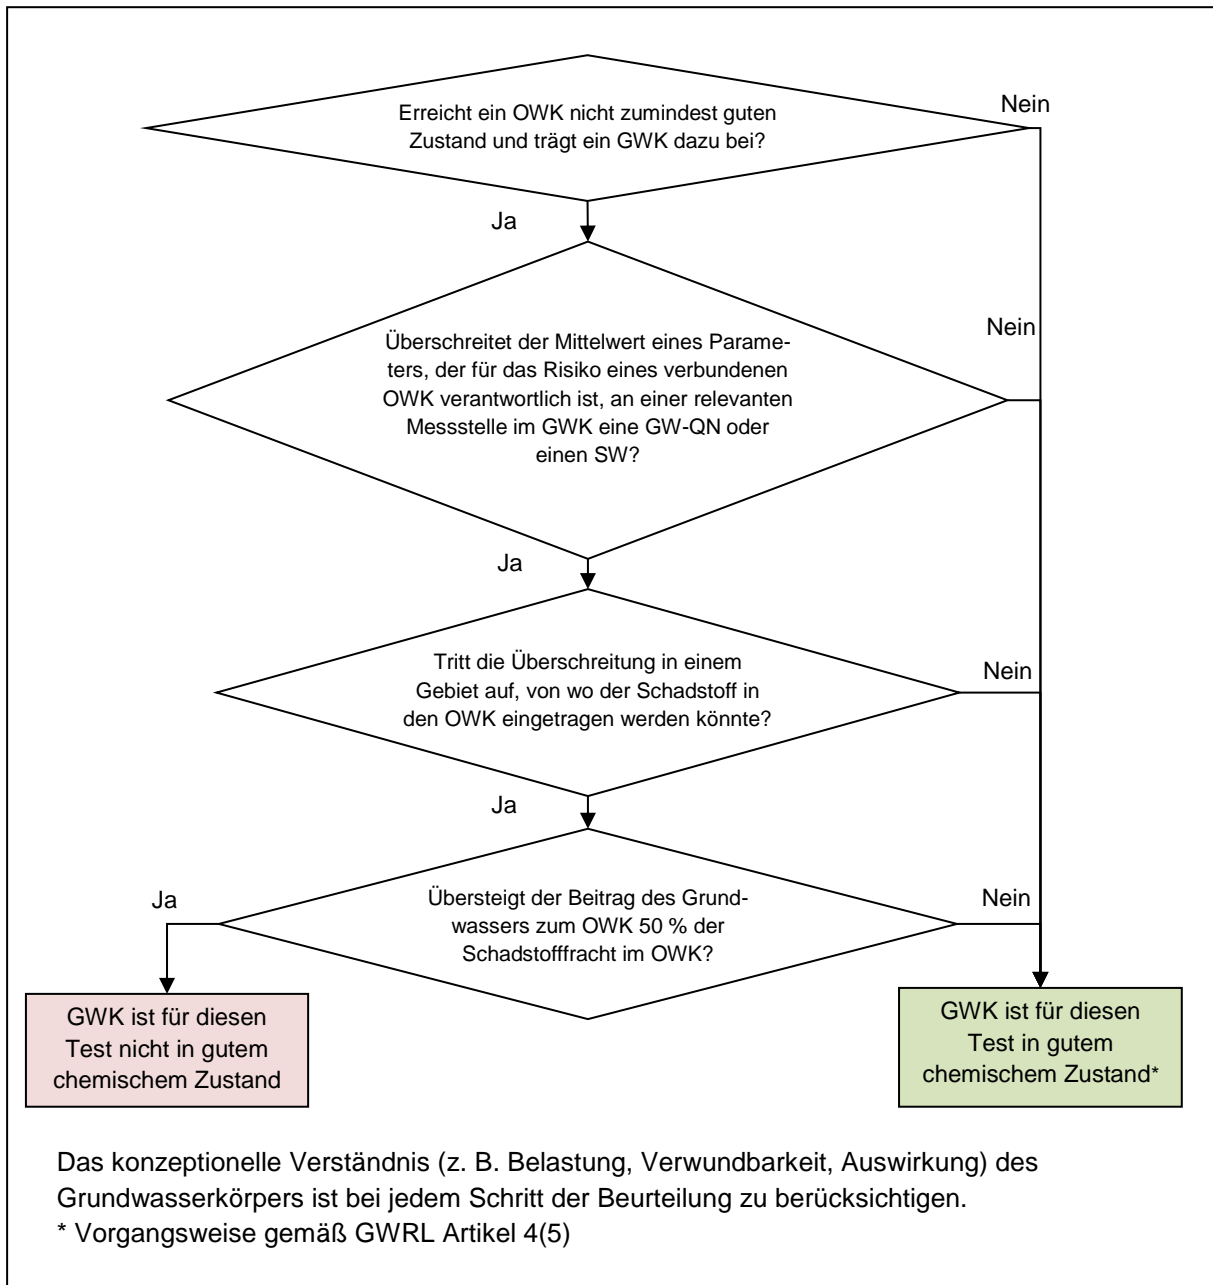 Erreicht ein OWK nicht zumindest guten
Zustand und trägt ein GWK dazu bei?
Nein
Ja
Überschreitet der Mittelwert eines Parame-
ters, der für das Risiko eines verbundenen
OWK verantwortlich ist, an einer relevanten
Messstelle im GWK eine GW-QN oder
einen SW?
Nein
Ja
Tritt die Überschreitung in einem
Gebiet auf, von wo der Schadstoff in
den OWK eingetragen werden könnte?
Nein
Ja
Übersteigt der Beitrag des Grund-
wassers zum OWK 50 % der
Schadstofffracht im OWK?
Ja
Nein
GWK ist für diesen
Test nicht in gutem
chemischem Zustand
GWK ist für diesen
Test in gutem
chemischem Zustand*
Das konzeptionelle Verständnis (z. B. Belastung, Verwundbarkeit, Auswirkung) des
Grundwasserkörpers ist bei jedem Schritt der Beurteilung zu berücksichtigen.
* Vorgangsweise gemäß GWRL Artikel 4(5)